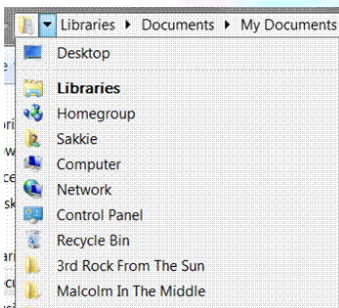 Libraries Documents My Documents
Desktop
Libraries
Homegroup
Sakkie
Computer
Network
Control Panel
Recycle Bin
3rd Rock From The Sun
Malcolm In The Middle